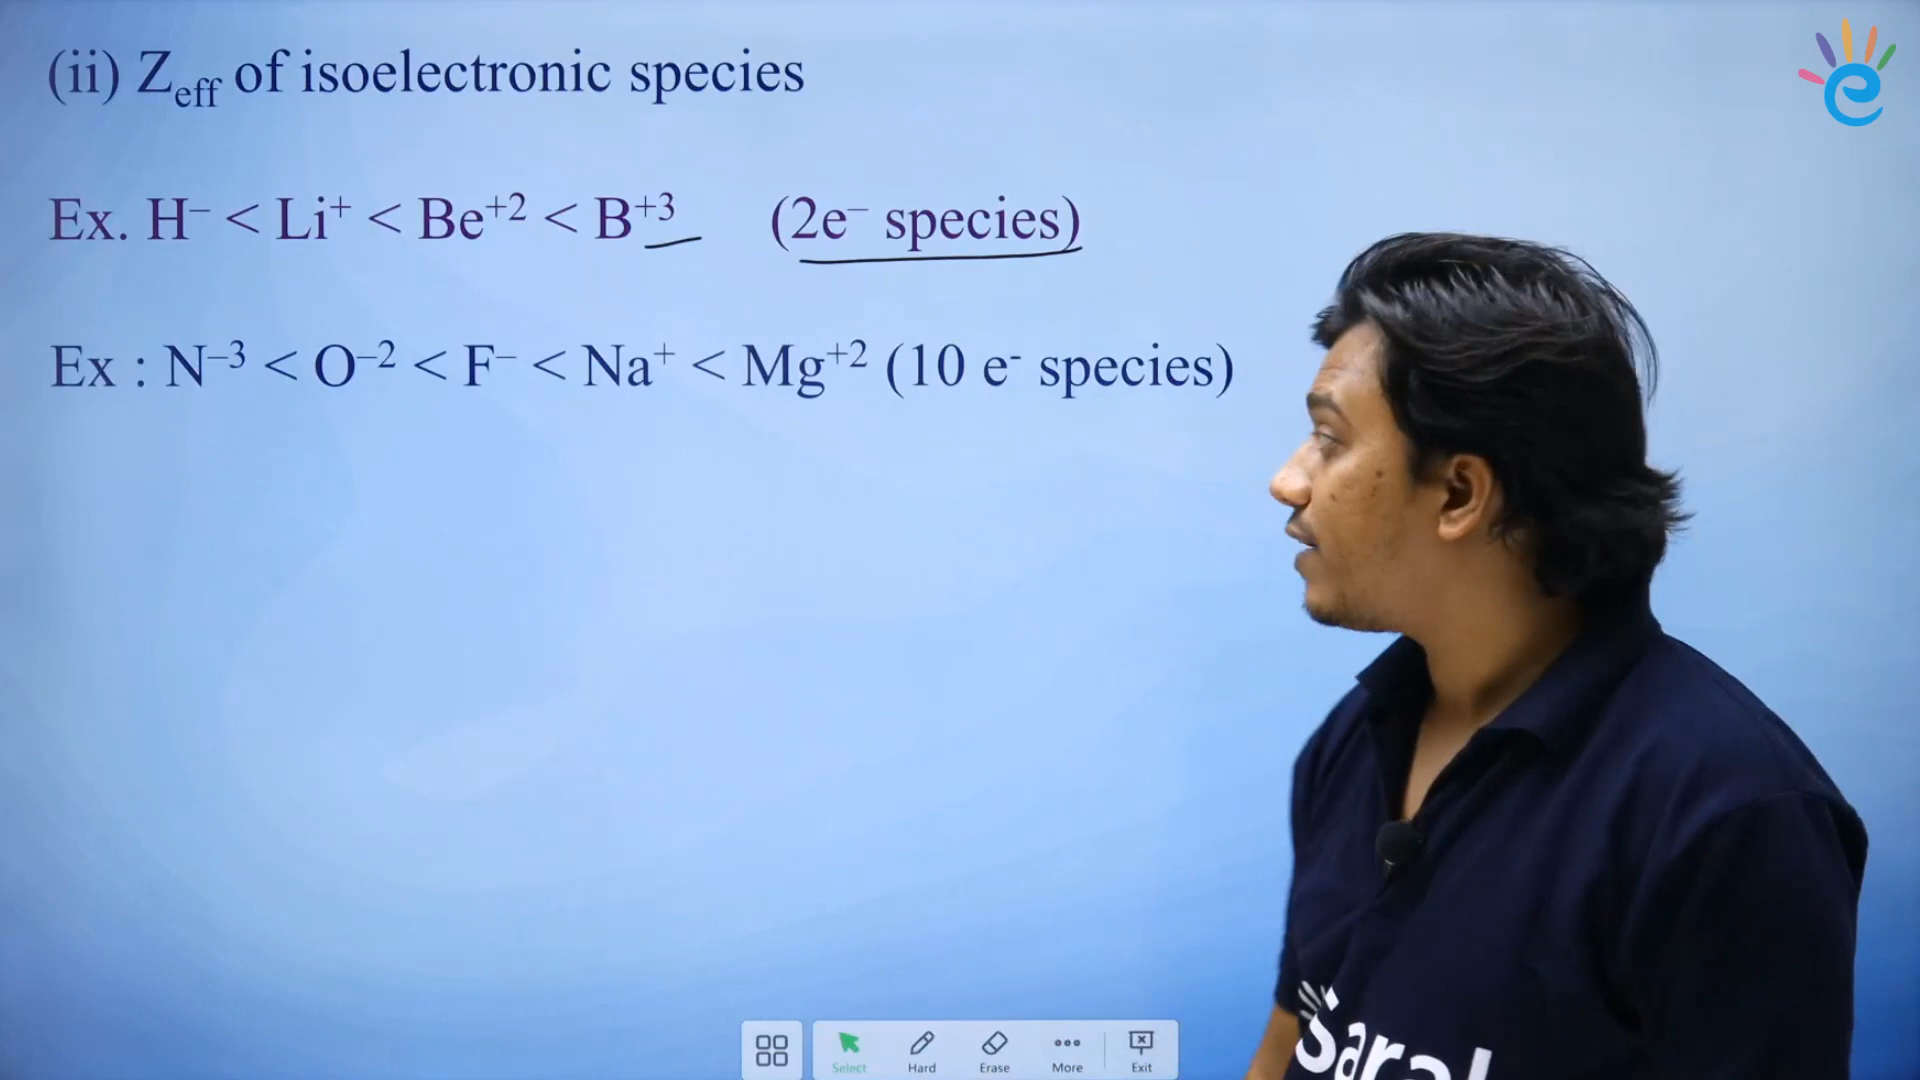 (ii) Zeff of isoelectronic species
Ex. H⁻ < Li⁺ < Be⁺² < B⁺³ (2e⁻ species)
Ex : N⁻³ < O⁻² < F⁻ < Na⁺ < Mg⁺² (10 e⁻ species)
Saral
Select Hard Erase More Exit